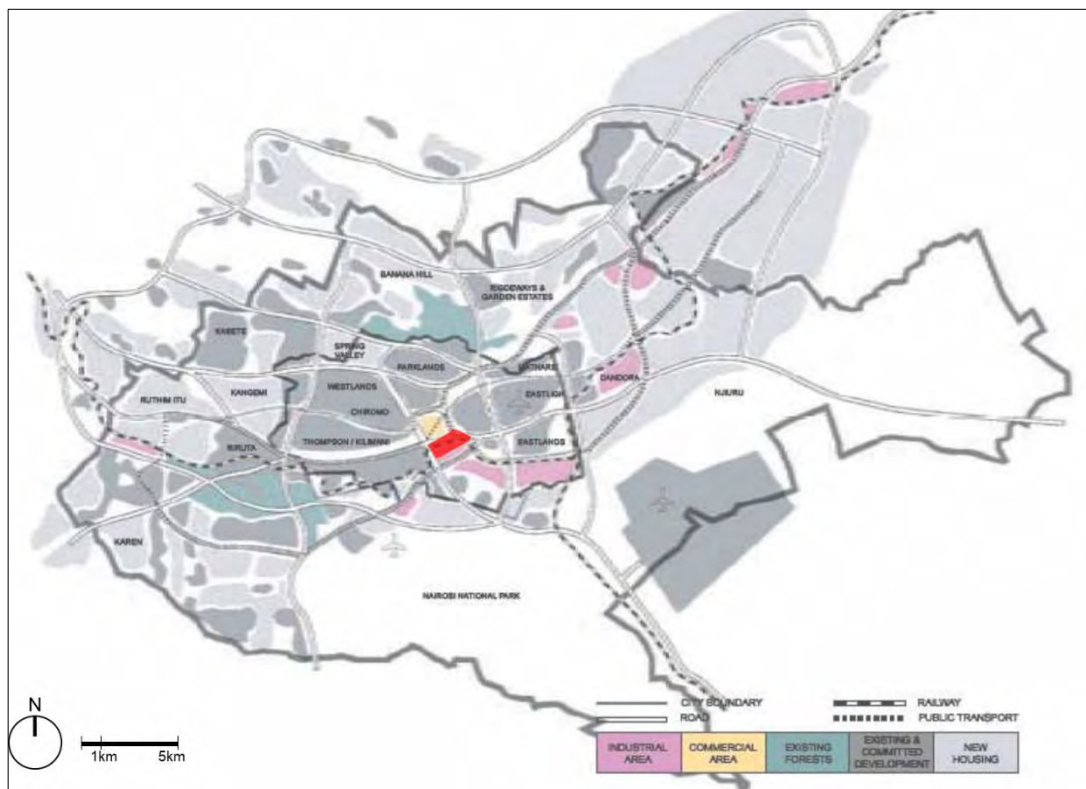 BANANA HILL
RIDGEWAYS &
GARDEN ESTATES
KABETE
SPRING
VALLEY
PARKLANDS
MATHARE
WESTLANDS
DANDORA
RUTHIM ITU
KANGEMI
EASTLIGH
NJIURU
CHIROMO
THOMPSON / KILIMANI
EASTLANDS
RIRUTA
KAREN
NAIROBI NATIONAL PARK
N
1km 5km
CITY BOUNDARY
RAILWAY
ROAD
PUBLIC TRANSPORT
INDUSTRIAL
AREA
COMMERCIAL
AREA
EXISTING
FORESTS
EXISTING &
COMMITTED
DEVELOPMENT
NEW
HOUSING